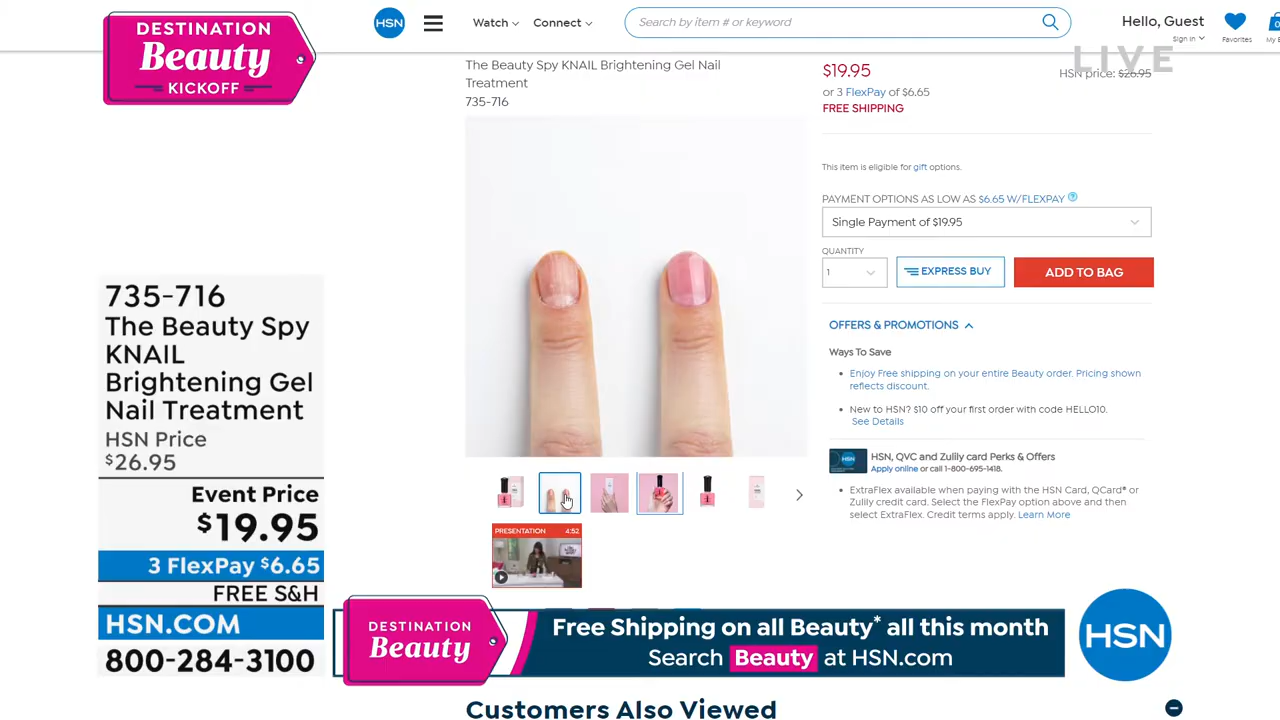 DESTINATION
Beauty
KICKOFF
HSN
Watch
Connect
Search by item # or keyword
Hello, Guest
Sign In
Favorites
0
LIVE
The Beauty Spy KNAIL Brightening Gel Nail
Treatment
735-716
$19.95
HSN price: $26.95
or 3 FlexPay of $6.65
FREE SHIPPING
This item is eligible for gift options.
PAYMENT OPTIONS AS LOW AS $6.65 W/FLEXPAY ?
Single Payment of $19.95
QUANTITY
1
EXPRESS BUY
ADD TO BAG
OFFERS & PROMOTIONS
Ways To Save
Enjoy Free shipping on your entire Beauty order. Pricing shown
reflects discount.
New to HSN? $10 off your first order with code HELLO10.
See Details
HSN
HSN, QVC and Zulily card Perks & Offers
Apply online or call 1-800-695-1418.
ExtraFlex available when paying with the HSN Card, QCard® or
Zulily credit card. Select the FlexPay option above and then
select ExtraFlex. Credit terms apply. Learn More
PRESENTATION 4:52
735-716
The Beauty Spy
KNAIL
Brightening Gel
Nail Treatment
HSN Price
$26.95
Event Price
$19.95
3 FlexPay $6.65
FREE S&H
HSN.COM
800-284-3100
DESTINATION
Beauty
Free Shipping on all Beauty* all this month
Search Beauty at HSN.com
HSN
Customers Also Viewed